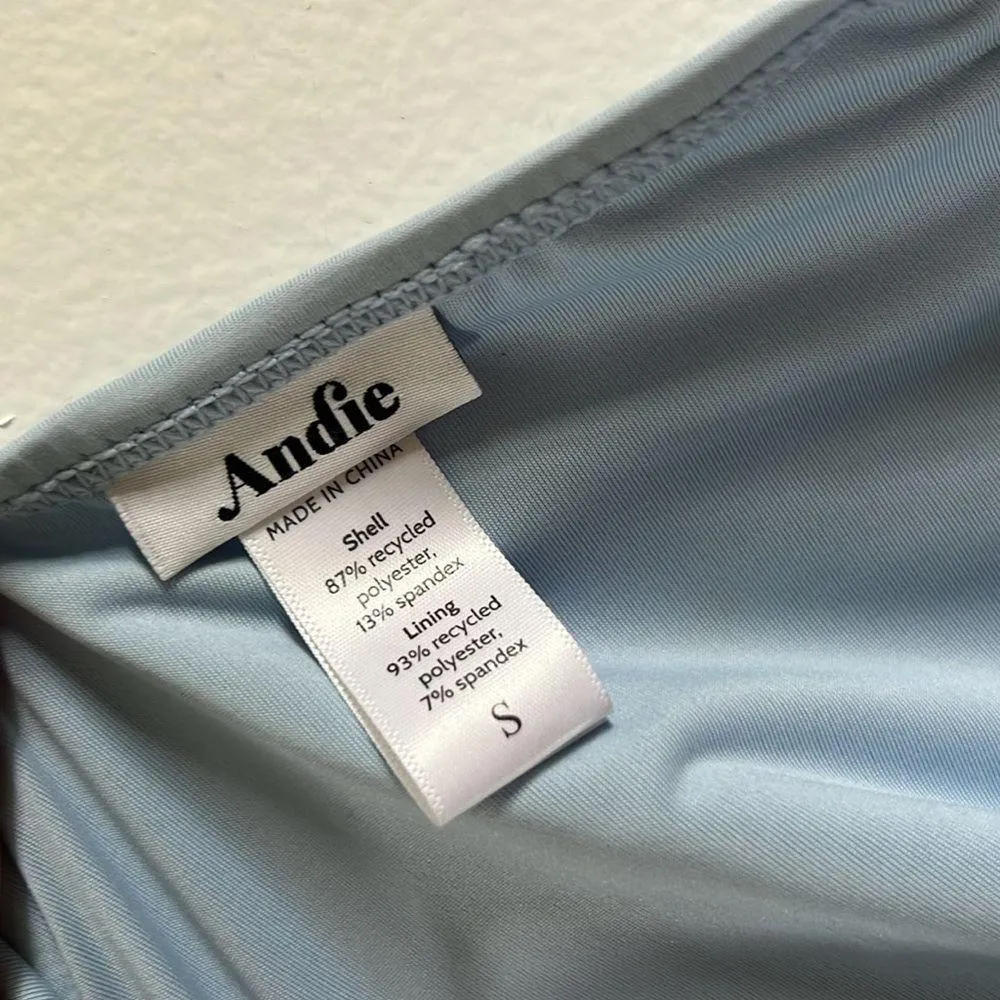 Andie
MADE IN CHINA
Shell
87% recycled
polyester,
13% spandex
Lining
93% recycled
polyester,
7% spandex
S